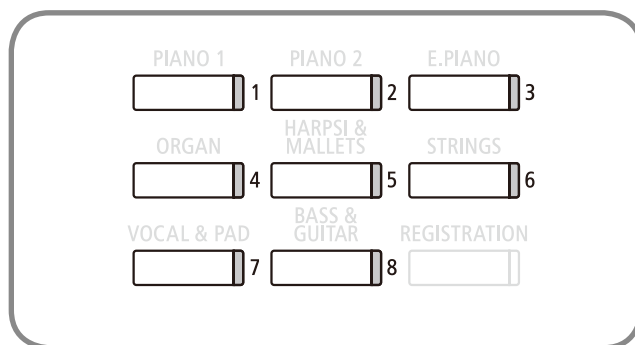 PIANO 1 PIANO 2 E.PIANO
1 2 3
ORGAN HARPSI & MALLETS STRINGS
4 5 6
VOCAL & PAD BASS & GUITAR REGISTRATION
7 8